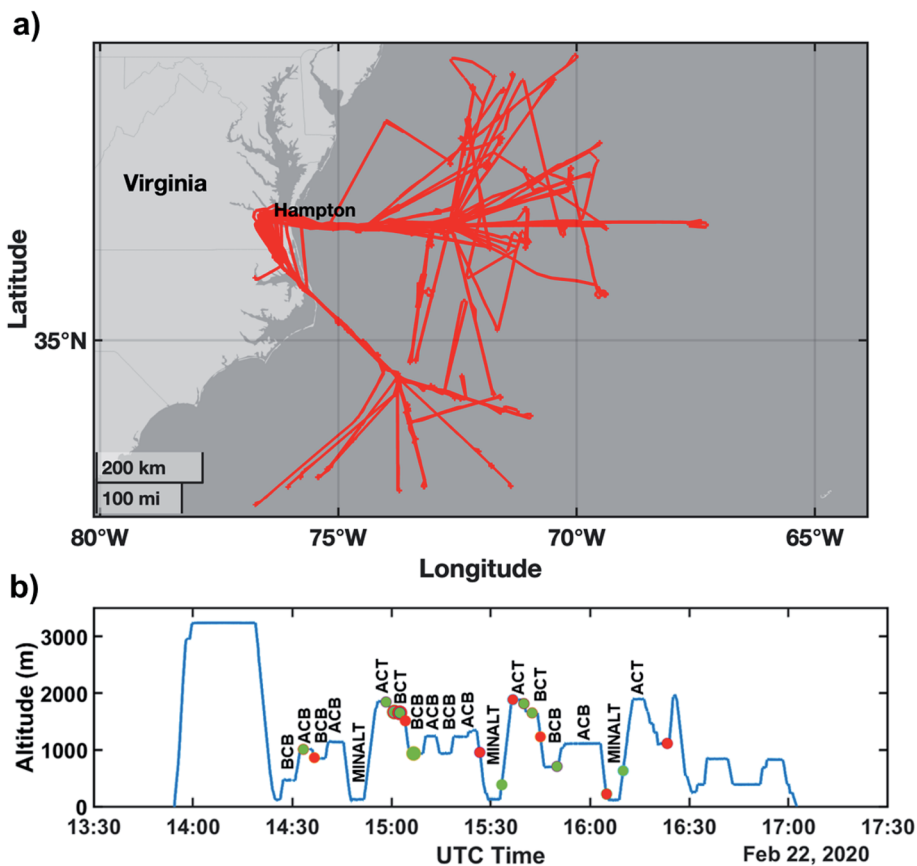 a)
Virginia
Hampton
Latitude
35°N
200 km
100 mi
80°W 75°W 70°W 65°W
Longitude
b)
Altitude (m)
3000
2000
1000
0
BCB ACB BCB ACB MINALT ACT BCT BCB ACB BCB ACB MINALT ACT BCT BCB ACB MINALT ACT
13:30 14:00 14:30 15:00 15:30 16:00 16:30 17:00 17:30
UTC Time Feb 22, 2020